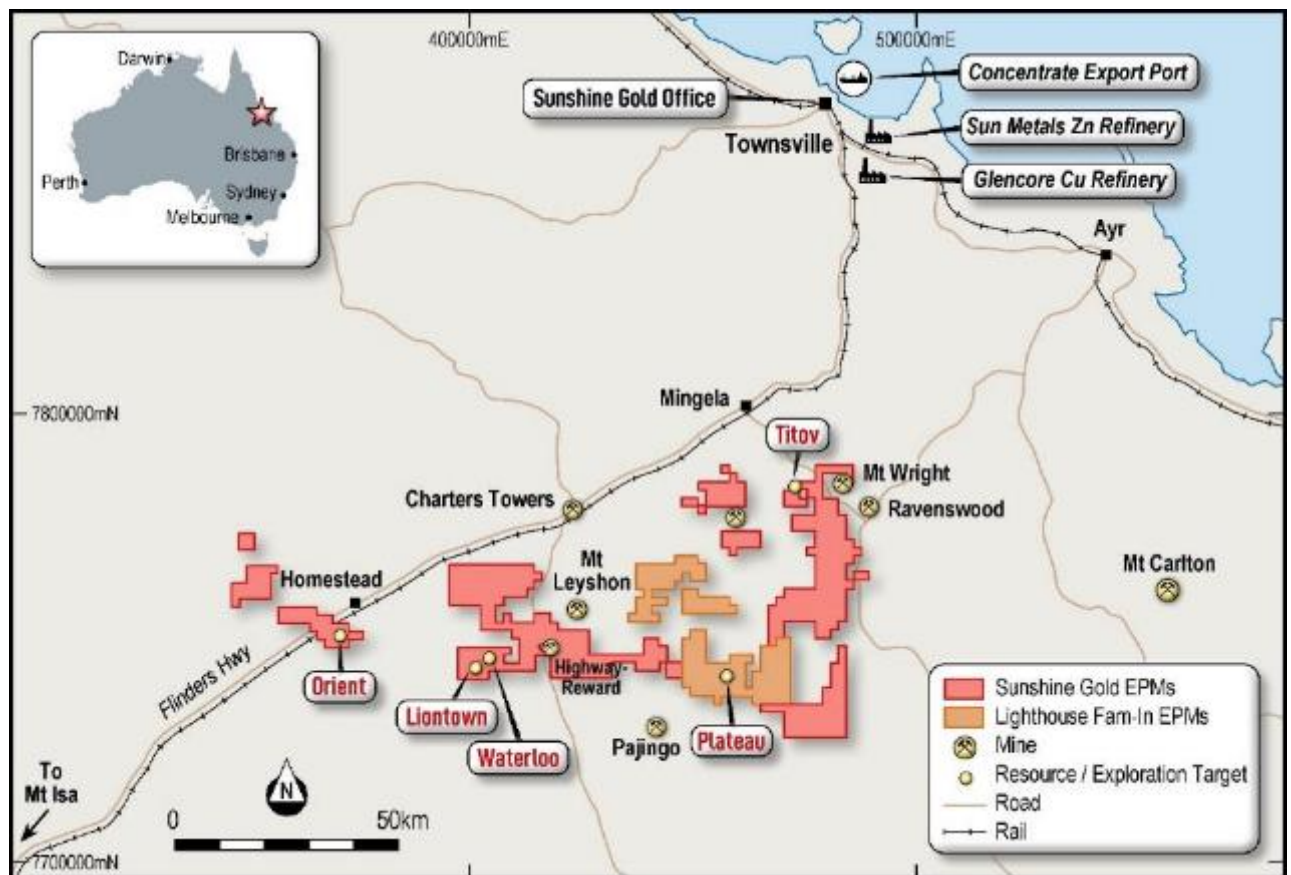 400000mE
500000mE
Darwin
Brisbane
Perth
Sydney
Melbourne
Sunshine Gold Office
Concentrate Export Port
Sun Metals Zn Refinery
Townsville
Glencore Cu Refinery
Ayr
7800000mN
Mingela
Titov
Mt Wright
Charters Towers
Ravenswood
Homestead
Mt
Leyshon
Mt Carlton
Highway-
Reward
Flinders Hwy
Orient
Liontown
Waterloo
Pajingo
Plateau
To
Mt Isa
N
0
50km
Sunshine Gold EPMs
Lighthouse Fam-In EPMs
Mine
Resource / Exploration Target
Road
Rail
7700000mN